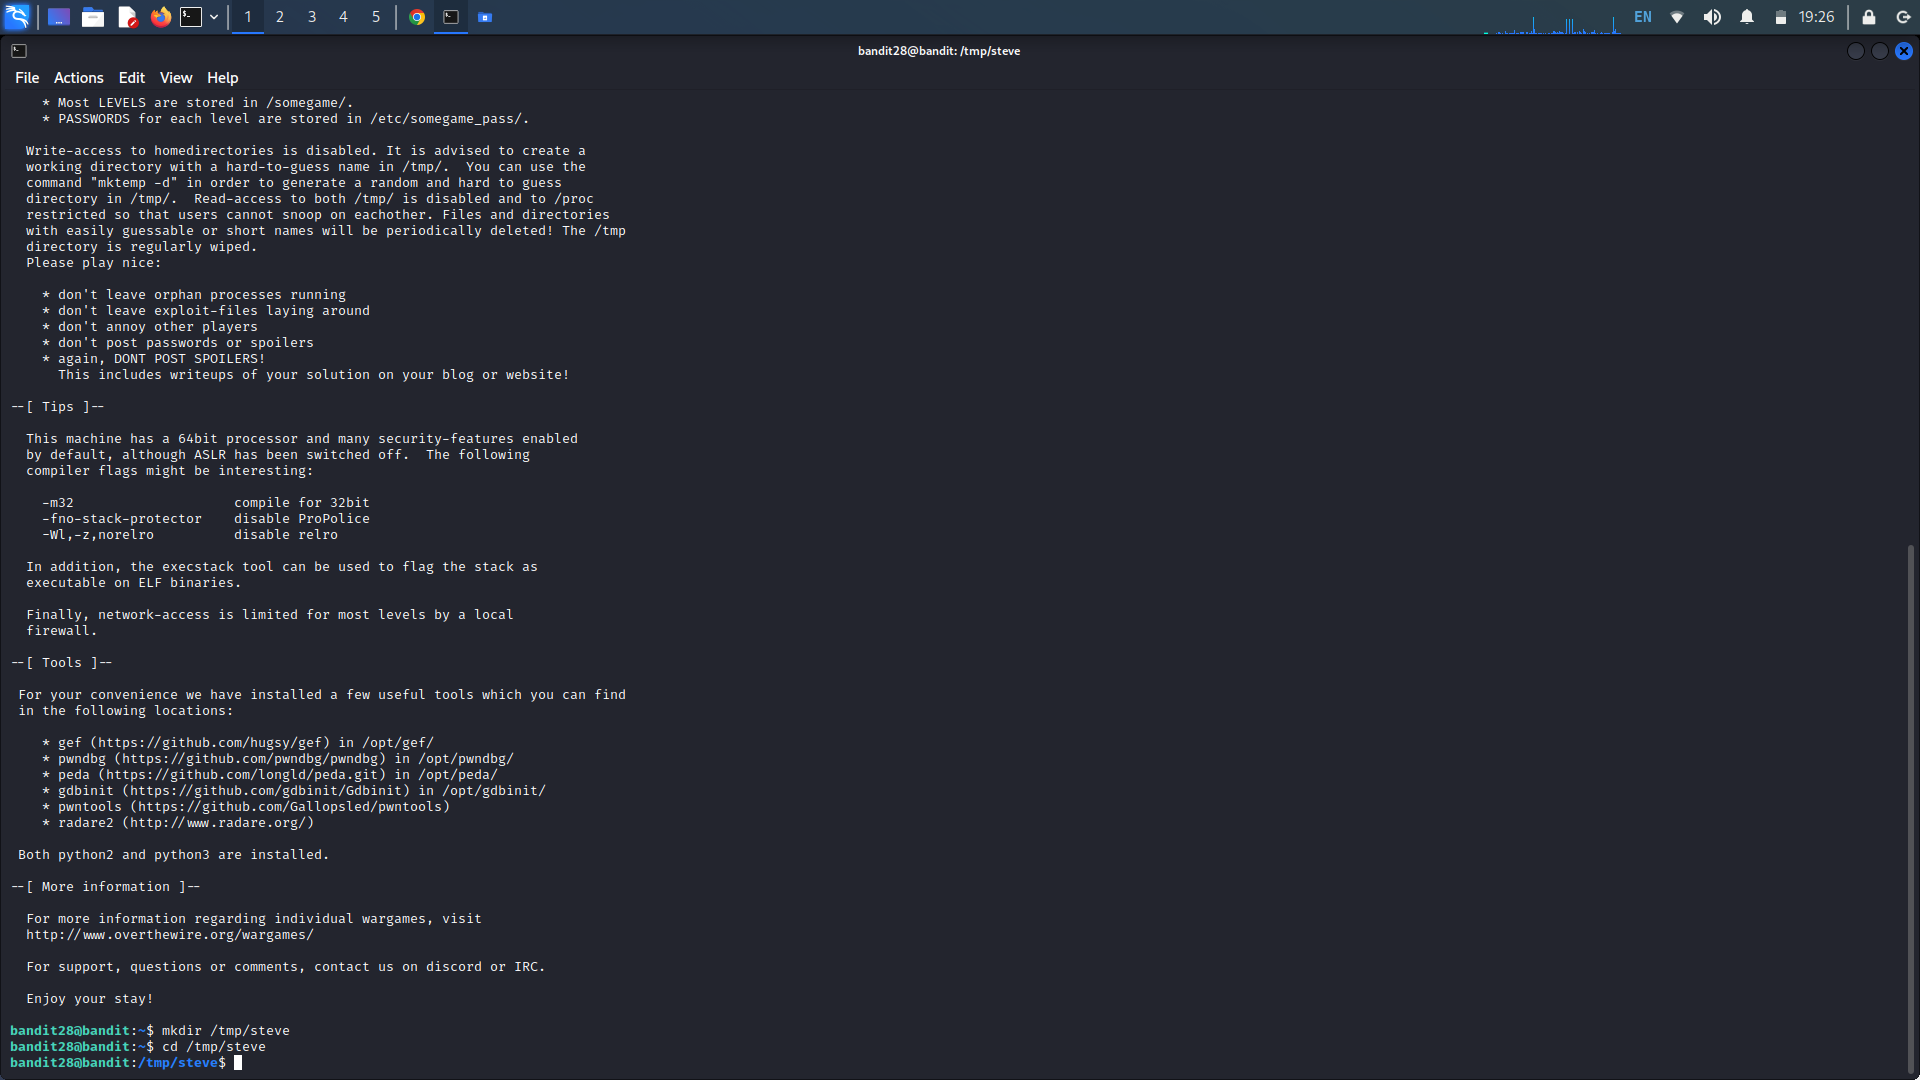 1 2 3 4 5 EN 19:26
bandit28@bandit: /tmp/steve
File Actions Edit View Help
* Most LEVELS are stored in /somegame/.
* PASSWORDS for each level are stored in /etc/somegame_pass/.
Write-access to homedirectories is disabled. It is advised to create a
working directory with a hard-to-guess name in /tmp/.  You can use the
command "mktemp -d" in order to generate a random and hard to guess
directory in /tmp/.  Read-access to both /tmp/ is disabled and to /proc
restricted so that users cannot snoop on eachother. Files and directories
with easily guessable or short names will be periodically deleted! The /tmp
directory is regularly wiped.
Please play nice:
* don't leave orphan processes running
* don't leave exploit-files laying around
* don't annoy other players
* don't post passwords or spoilers
* again, DONT POST SPOILERS!
This includes writeups of your solution on your blog or website!
--[ Tips ]--
This machine has a 64bit processor and many security-features enabled
by default, although ASLR has been switched off.  The following
compiler flags might be interesting:
-m32                    compile for 32bit
-fno-stack-protector    disable ProPolice
-Wl,-z,norelro          disable relro
In addition, the execstack tool can be used to flag the stack as
executable on ELF binaries.
Finally, network-access is limited for most levels by a local
firewall.
--[ Tools ]--
For your convenience we have installed a few useful tools which you can find
in the following locations:
* gef (https://github.com/hugsy/gef) in /opt/gef/
* pwndbg (https://github.com/pwndbg/pwndbg) in /opt/pwndbg/
* peda (https://github.com/longld/peda.git) in /opt/peda/
* gdbinit (https://github.com/gdbinit/Gdbinit) in /opt/gdbinit/
* pwntools (https://github.com/Gallopsled/pwntools)
* radare2 (http://www.radare.org/)
Both python2 and python3 are installed.
--[ More information ]--
For more information regarding individual wargames, visit
http://www.overthewire.org/wargames/
For support, questions or comments, contact us on discord or IRC.
Enjoy your stay!
bandit28@bandit:~$ mkdir /tmp/steve
bandit28@bandit:~$ cd /tmp/steve
bandit28@bandit:/tmp/steve$